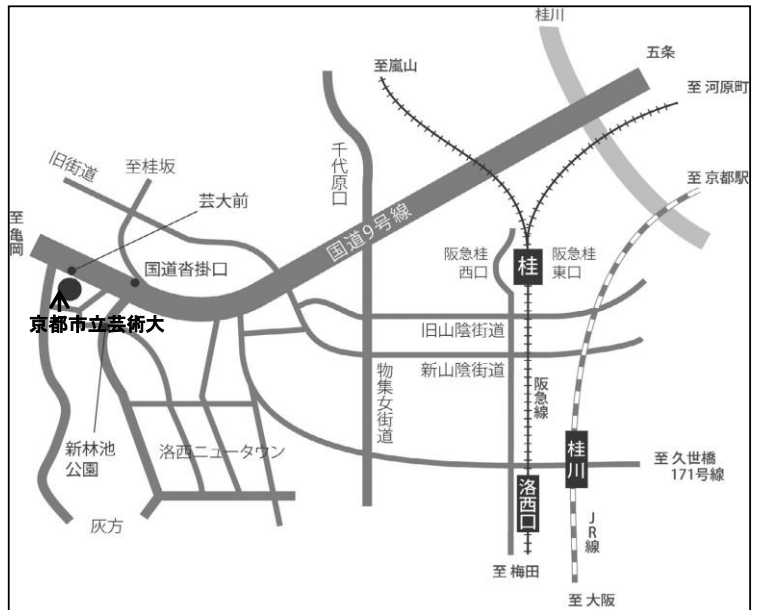 桂川
五条
至嵐山
至 河原町
千代原口
旧街道
至桂坂
至 京都駅
芸大前
至亀岡
国道9号線
阪急桂
西口
桂
阪急桂
東口
国道沓掛口
京都市立芸術大
旧山陰街道
新山陰街道
物集女街道
阪急線
新林池
公園
洛西ニュータウン
桂川
至 久世橋
171号線
洛西口
灰方
JR線
至 梅田
至 大阪